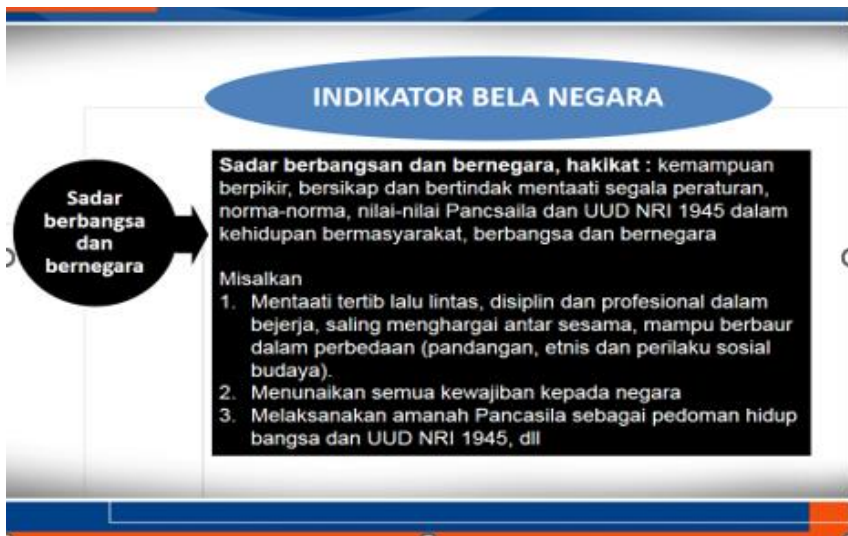 INDIKATOR BELA NEGARA
Sadar
berbangsa
dan
bernegara
Sadar berbangsan dan bernegara, hakikat : kemampuan
berpikir, bersikap dan bertindak mentaati segala peraturan,
norma-norma, nilai-nilai Pancsaila dan UUD NRI 1945 dalam
kehidupan bermasyarakat, berbangsa dan bernegara
Misalkan
1. Mentaati tertib lalu lintas, disiplin dan profesional dalam
bejerja, saling menghargai antar sesama, mampu berbaur
dalam perbedaan (pandangan, etnis dan perilaku sosial
budaya).
2. Menunaikan semua kewajiban kepada negara
3. Melaksanakan amanah Pancasila sebagai pedoman hidup
bangsa dan UUD NRI 1945, dll